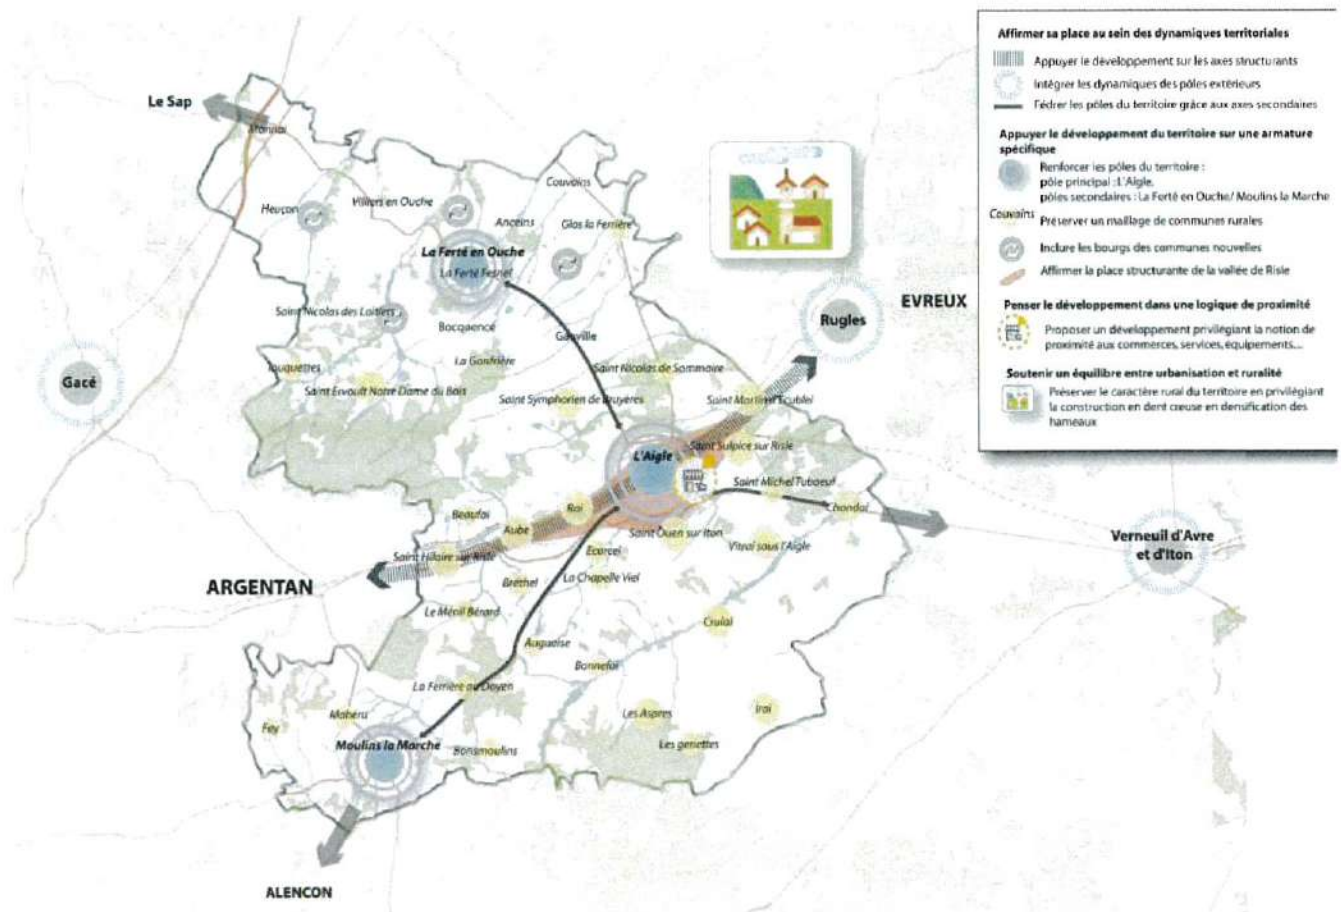 Affirmer sa place au sein des dynamiques territoriales
Appuyer le développement sur les axes structurants
Intégrer les dynamiques des pôles extérieurs
Fédrer les pôles du territoire grâce aux axes secondaires
Appuyer le développement du territoire sur une armature
spécifique
Renforcer les pôles du territoire :
pôle principal : L'Aigle,
pôles secondaires : La Ferté en Ouche/ Moulins la Marche
Couvains
Préserver un maillage de communes rurales
Inclure les bourgs des communes nouvelles
Affirmer la place structurante de la vallée de Risle
Penser le développement dans une logique de proximité
Proposer un développement privilégiant la notion de
proximité aux commerces, services, équipements...
Soutenir un équilibre entre urbanisation et ruralité
Préserver le caractère rural du territoire en privilégiant
la construction en dent creuse en densification des
hameaux
Le Sap
Monnai
Couvains
Heugon
Villiers en Ouche
Anceins
Glos la Ferrière
La Ferté en Ouche
La Ferté Fesnel
EVREUX
Rugles
Saint Nicolas des Laitiers
Bocquencé
Gauville
Gacé
Touquettes
La Gonfrière
Saint Nicolas de Sommaire
Saint Evroult Notre Dame du Bois
Saint Symphorien de Bruyères
Saint Martin d'Ecublei
L'Aigle
Saint Sulpice sur Risle
Saint Michel Tubœuf
Chandai
Beaufai
Rai
Aube
Saint Ouen sur Iton
Vitrai sous l'Aigle
Verneuil d'Avre
et d'Iton
Saint Hilaire sur Risle
Ecorcei
ARGENTAN
Brethel
La Chapelle Viel
Le Ménil Bérard
Crulai
Auguaise
Bonnefoi
La Ferrière au Doyen
Les Aspres
Irai
Mahéru
Fay
Moulins la Marche
Bonsmoulins
Les genettes
ALENCON